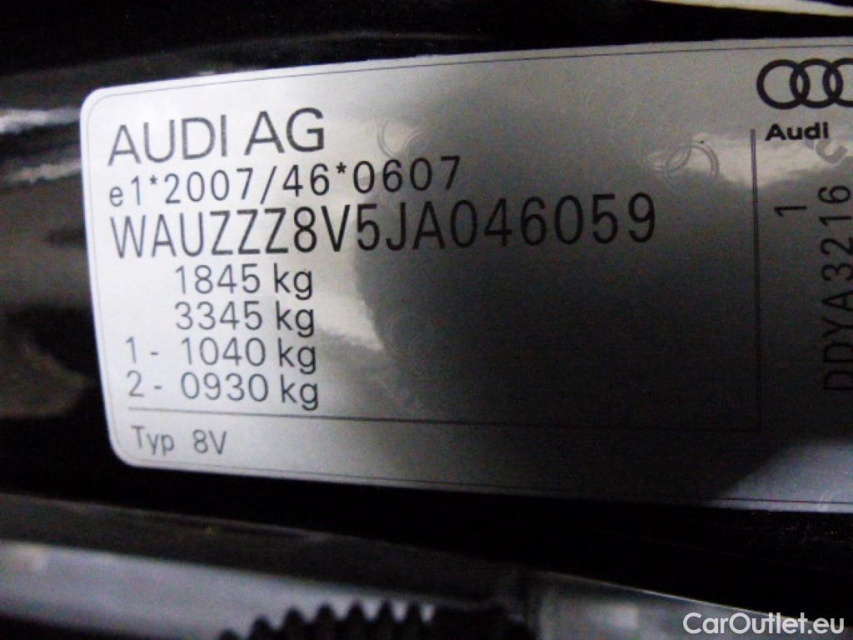 AUDI AG
e1*2007/46*0607
WAUZZZ8V5JA046059
1845 kg
3345 kg
1 - 1040 kg
2 - 0930 kg
Typ 8V
Audi
1
DDYA3216
CarOutlet.eu